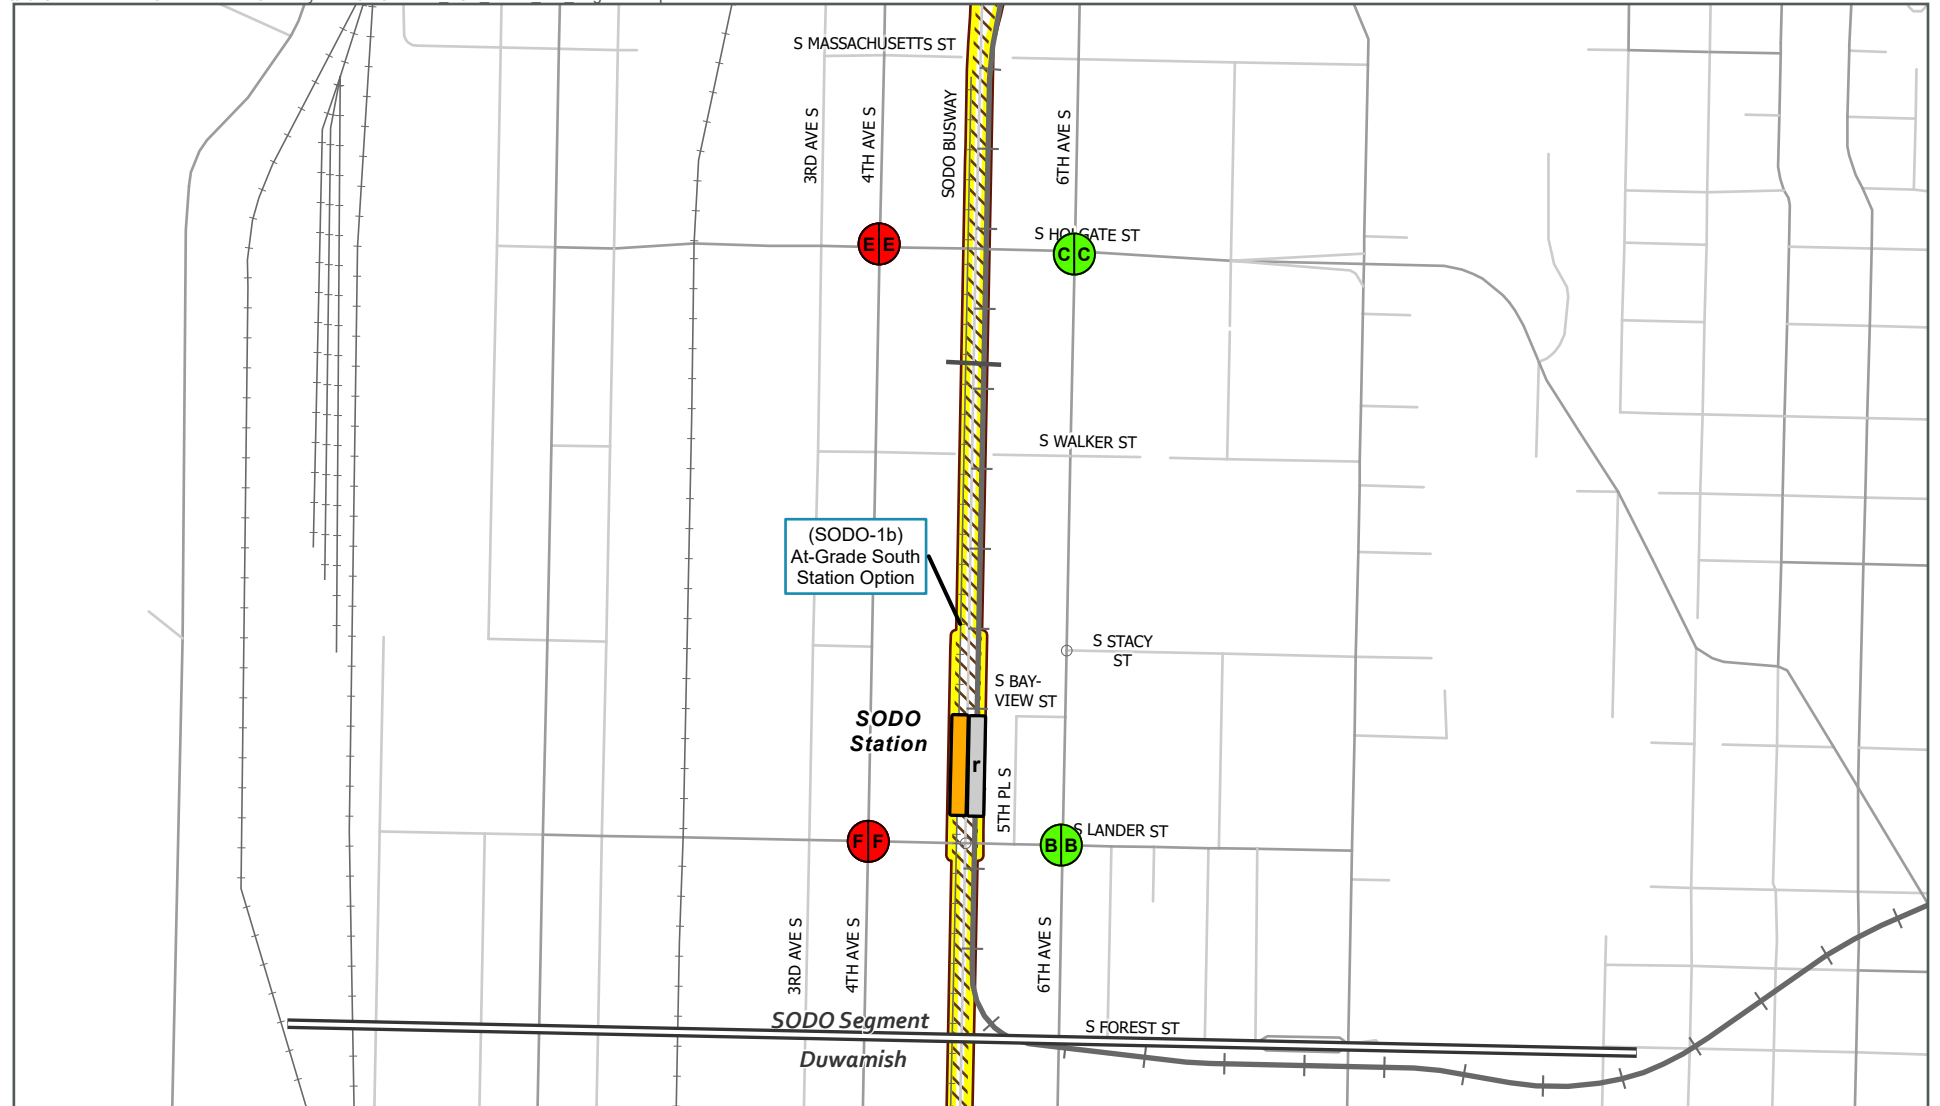 S MASSACHUSETTS ST
3RD AVE S
4TH AVE S
SODO BUSWAY
6TH AVE S
S HOLGATE ST
E E
C C
S WALKER ST
(SODO-1b)
At-Grade South
Station Option
S STACY
ST
S BAY-
VIEW ST
SODO
Station
r
5TH PL S
F F
B B
S LANDER ST
3RD AVE S
4TH AVE S
6TH AVE S
SODO Segment
Duwamish
S FOREST ST